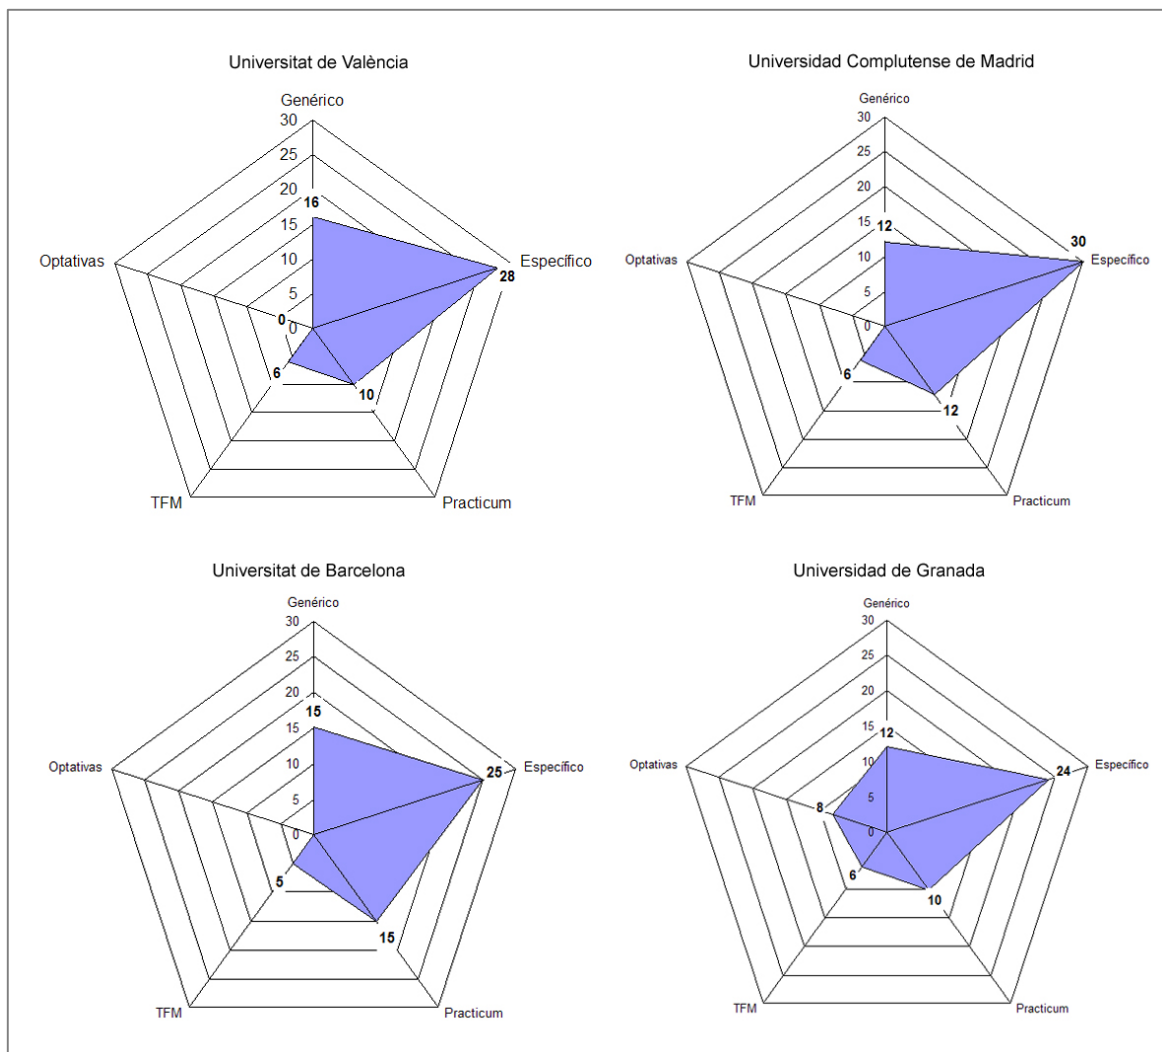 Universitat de València
Genérico
30
25
20
16
15
10
5
0
0
Optativas
Específico
28
6
10
TFM
Practicum
Universidad Complutense de Madrid
Genérico
30
25
20
15
12
10
5
0
Optativas
30
Específico
6
12
TFM
Practicum
Universitat de Barcelona
Genérico
30
25
20
15
15
10
5
0
Optativas
25
Específico
5
15
TFM
Practicum
Universidad de Granada
Genérico
30
25
20
15
12
10
5
0
Optativas
8
24
Específico
6
10
TFM
Practicum